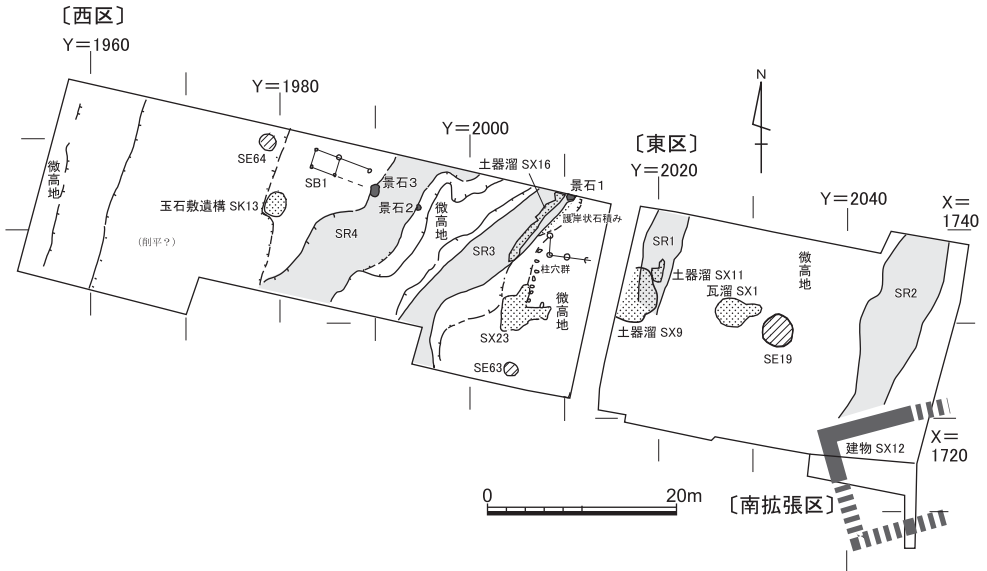 〔西区〕
Y＝1960
Y＝1980
Y＝2000
〔東区〕
Y＝2020
Y＝2040
X＝
1740
N
微高地
SE64
SB1
景石3
景石2
玉石敷遺構 SK13
（削平？）
SR4
微高地
SR3
土器溜 SX16
景石1
護岸状石積み
柱穴群
微高地
SX23
SE63
SR1
土器溜 SX11
瓦溜 SX1
土器溜 SX9
SE19
微高地
SR2
建物 SX12
X＝
1720
〔南拡張区〕
0
20m